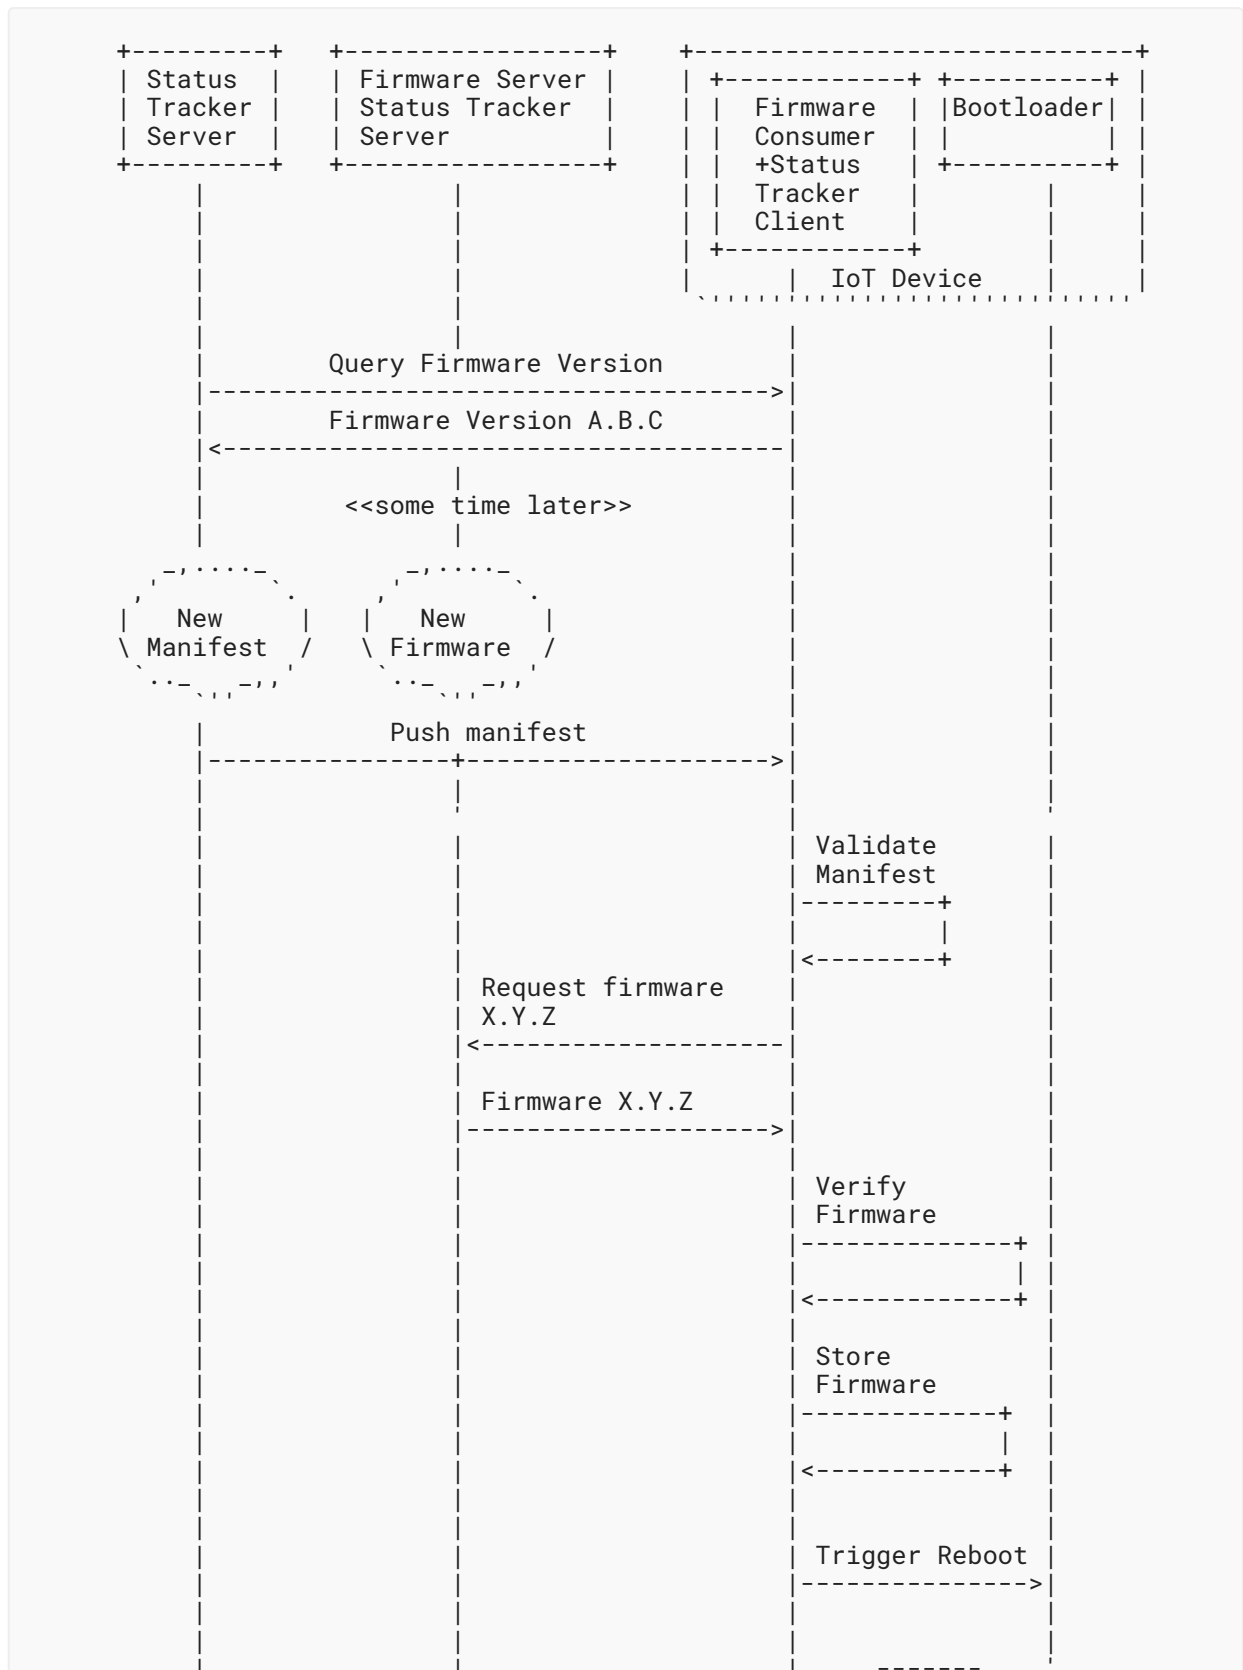 Status
Tracker
Server
Firmware Server
Status Tracker
Server
Firmware
Consumer
+Status
Tracker
Client
Bootloader
IoT Device
Query Firmware Version
Firmware Version A.B.C
<<some time later>>
New
Manifest
New
Firmware
Push manifest
Validate
Manifest
Request firmware
X.Y.Z
Firmware X.Y.Z
Verify
Firmware
Store
Firmware
Trigger Reboot